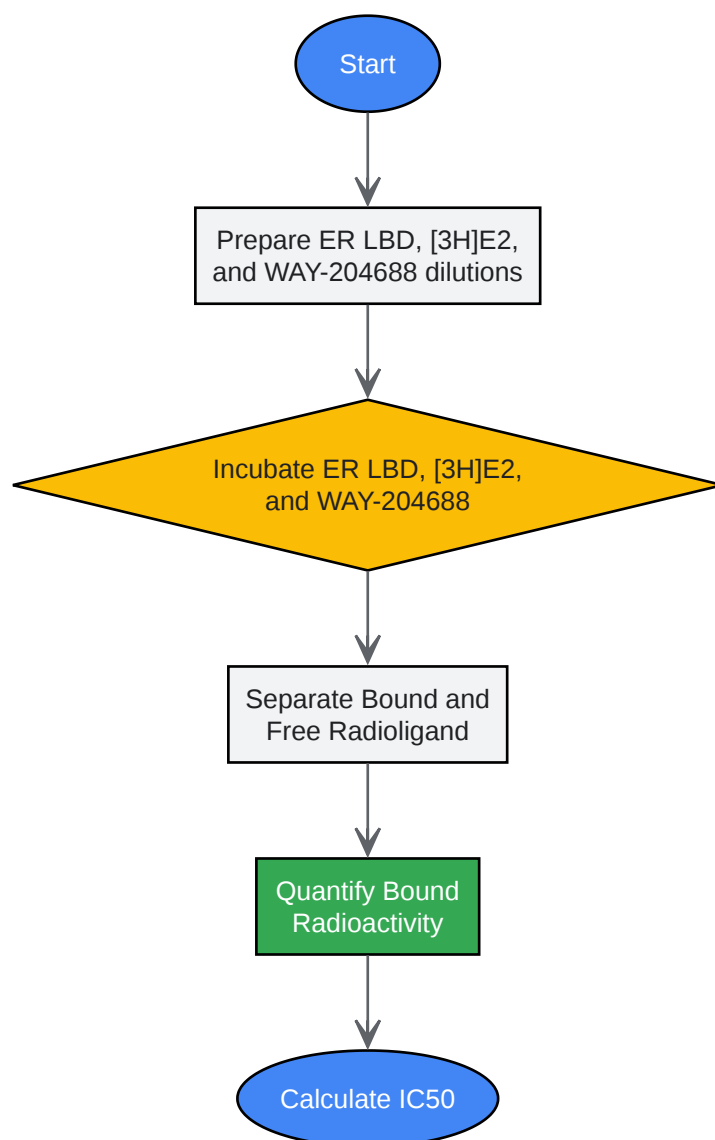 Start
Prepare ER LBD, [3H]E2,
and WAY-204688 dilutions
Incubate ER LBD, [3H]E2,
and WAY-204688
Separate Bound and
Free Radioligand
Quantify Bound
Radioactivity
Calculate IC50